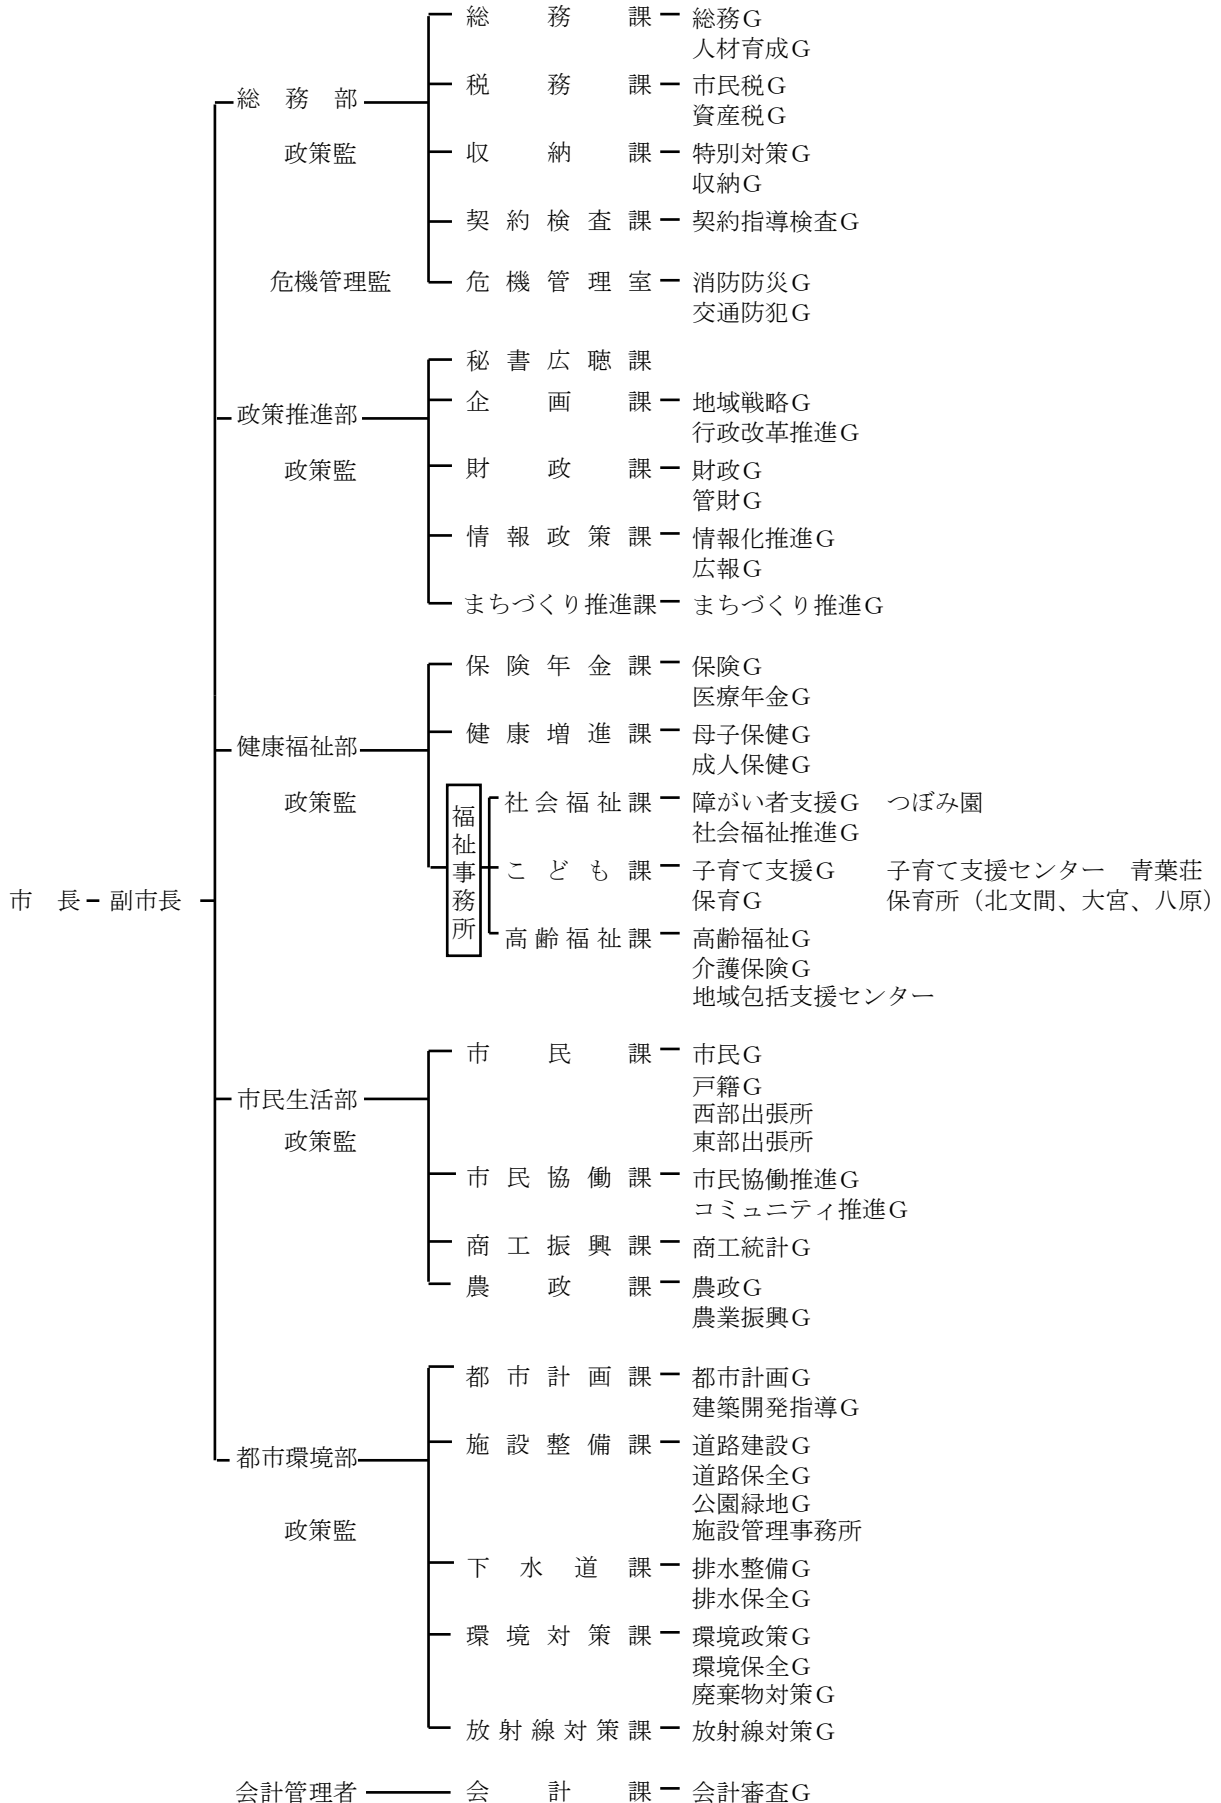 総務課 総務G
人材育成G
税務課 市民税G
総務部
資産税G
政策監 収納課 特別対策G
収納G
契約検査課 契約指導検査G
危機管理監 危機管理室 消防防災G
交通防犯G
秘書広聴課
企画課 地域戦略G
政策推進部
行政改革推進G
政策監 財政課 財政G
管財G
情報政策課 情報化推進G
広報G
まちづくり推進課 まちづくり推進G
保険年金課 保険G
医療年金G
健康増進課 母子保健G
健康福祉部
成人保健G
政策監 福祉事務所 社会福祉課 障がい者支援G つぼみ園
社会福祉推進G
こども課 子育て支援G 子育て支援センター 青葉荘
市長 副市長 保育G 保育所（北文間、大宮、八原）
高齢福祉課 高齢福祉G
介護保険G
地域包括支援センター
市民課 市民G
戸籍G
市民生活部
西部出張所
政策監 東部出張所
市民協働課 市民協働推進G
コミュニティ推進G
商工振興課 商工統計G
農政課 農政G
農業振興G
都市計画課 都市計画G
建築開発指導G
施設整備課 道路建設G
都市環境部
道路保全G
公園緑地G
政策監 施設管理事務所
下水道課 排水整備G
排水保全G
環境対策課 環境政策G
環境保全G
廃棄物対策G
放射線対策課 放射線対策G
会計管理者 会計課 会計審査G